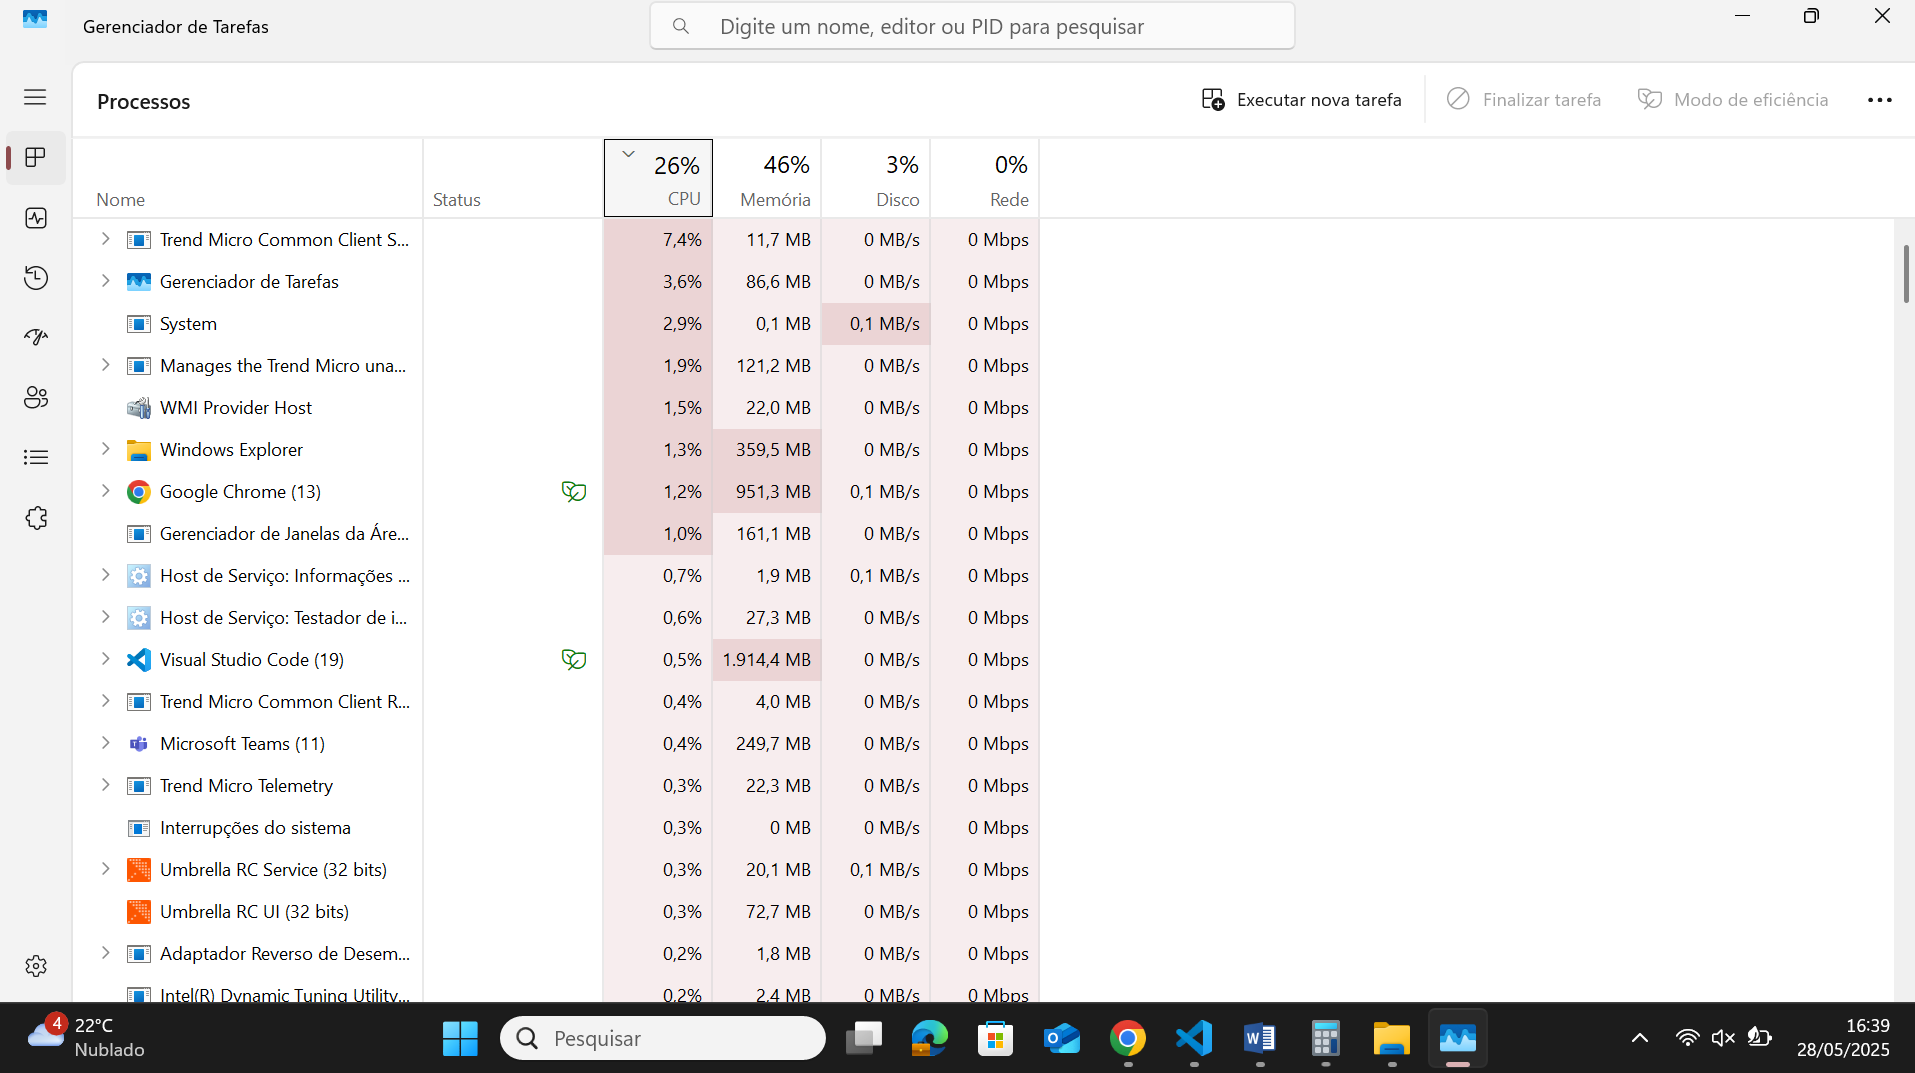 Gerenciador de Tarefas
Digite um nome, editor ou PID para pesquisar
Processos
Executar nova tarefa
Finalizar tarefa
Modo de eficiência
26% 46% 3% 0%
Nome Status CPU Memória Disco Rede
Trend Micro Common Client S... 7,4% 11,7 MB 0 MB/s 0 Mbps
Gerenciador de Tarefas 3,6% 86,6 MB 0 MB/s 0 Mbps
System 2,9% 0,1 MB 0,1 MB/s 0 Mbps
Manages the Trend Micro una... 1,9% 121,2 MB 0 MB/s 0 Mbps
WMI Provider Host 1,5% 22,0 MB 0 MB/s 0 Mbps
Windows Explorer 1,3% 359,5 MB 0 MB/s 0 Mbps
Google Chrome (13) 1,2% 951,3 MB 0,1 MB/s 0 Mbps
Gerenciador de Janelas da Áre... 1,0% 161,1 MB 0 MB/s 0 Mbps
Host de Serviço: Informações ... 0,7% 1,9 MB 0,1 MB/s 0 Mbps
Host de Serviço: Testador de i... 0,6% 27,3 MB 0 MB/s 0 Mbps
Visual Studio Code (19) 0,5% 1.914,4 MB 0 MB/s 0 Mbps
Trend Micro Common Client R... 0,4% 4,0 MB 0 MB/s 0 Mbps
Microsoft Teams (11) 0,4% 249,7 MB 0 MB/s 0 Mbps
Trend Micro Telemetry 0,3% 22,3 MB 0 MB/s 0 Mbps
Interrupções do sistema 0,3% 0 MB 0 MB/s 0 Mbps
Umbrella RC Service (32 bits) 0,3% 20,1 MB 0,1 MB/s 0 Mbps
Umbrella RC UI (32 bits) 0,3% 72,7 MB 0 MB/s 0 Mbps
Adaptador Reverso de Desem... 0,2% 1,8 MB 0 MB/s 0 Mbps
Intel(R) Dynamic Tuning Utility... 0,2% 2,4 MB 0 MB/s 0 Mbps
4
22°C
Nublado
Pesquisar
16:39
28/05/2025